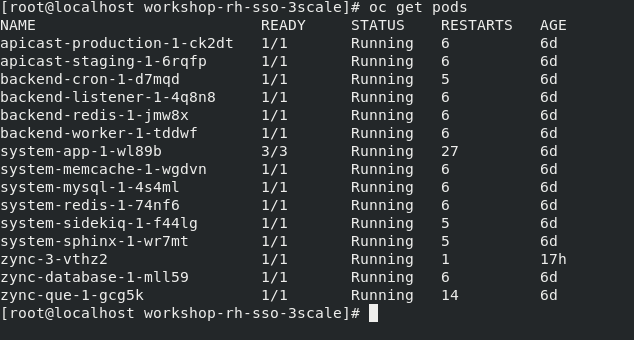 [root@localhost workshop-rh-sso-3scale]# oc get pods
NAME READY STATUS RESTARTS AGE
apicast-production-1-ck2dt 1/1 Running 6 6d
apicast-staging-1-6rqfp 1/1 Running 6 6d
backend-cron-1-d7mqd 1/1 Running 5 6d
backend-listener-1-4q8n8 1/1 Running 6 6d
backend-redis-1-jmw8x 1/1 Running 6 6d
backend-worker-1-tddwf 1/1 Running 6 6d
system-app-1-wl89b 3/3 Running 27 6d
system-memcache-1-wgdvn 1/1 Running 6 6d
system-mysql-1-4s4ml 1/1 Running 6 6d
system-redis-1-74nf6 1/1 Running 6 6d
system-sidekiq-1-f44lg 1/1 Running 5 6d
system-sphinx-1-wr7mt 1/1 Running 5 6d
zync-3-vthz2 1/1 Running 1 17h
zync-database-1-mll59 1/1 Running 6 6d
zync-que-1-gcg5k 1/1 Running 14 6d
[root@localhost workshop-rh-sso-3scale]#